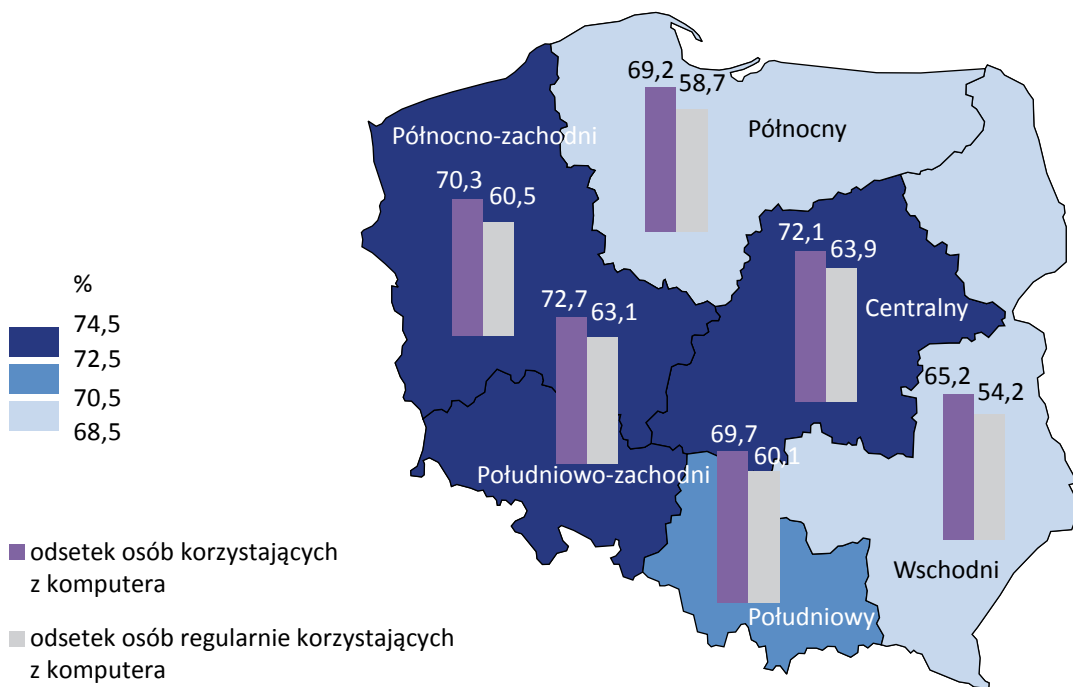 69,2
58,7
Północny
Północno-zachodni
70,3
60,5
72,1
63,9
Centralny
%
74,5
72,5
70,5
68,5
72,7
63,1
Południowo-zachodni
65,2
54,2
Wschodni
69,7
60,1
Południowy
odsetek osób korzystających
z komputera
odsetek osób regularnie korzystających
z komputera